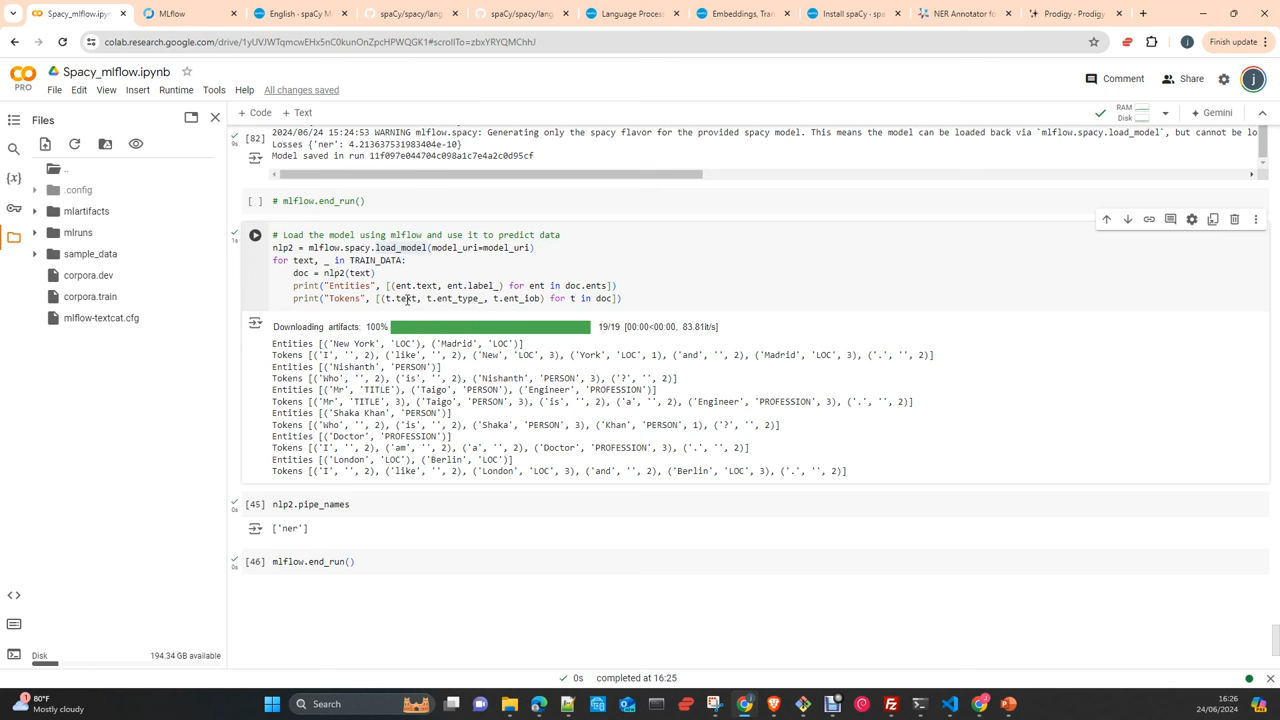 Spacy_mlflow.ipynb
MLflow
English · spaCy M
spaCy/spacy/lang
spaCy/spacy/lang
Language Process
Embeddings, Tran
Install spaCy · spa
NER Annotator fo
Prodigy · Prodigy
colab.research.google.com/drive/1yUVJWTqmcwEHx5nC0kunOnZpcHPWQGK1#scrollTo=zbxYRYQMChhJ
Finish update
Spacy_mlflow.ipynb
PRO
File Edit View Insert Runtime Tools Help All changes saved
Comment
Share
Files
+ Code + Text
RAM
Disk
Gemini
..
.config
mlartifacts
mlruns
sample_data
corpora.dev
corpora.train
mlflow-textcat.cfg
Disk
194.34 GB available
2024/06/24 15:24:53 WARNING mlflow.spacy: Generating only the spacy flavor for the provided spacy model. This means the model can be loaded back via `mlflow.spacy.load_model`, but cannot be lo
[82]
0s
Losses {'ner': 4.213637531983404e-10}
Model saved in run 11f097e044704c098a1c7e4a2c0d95cf
[ ] # mlflow.end_run()
1s
# Load the model using mlflow and use it to predict data
nlp2 = mlflow.spacy.load_model(model_uri=model_uri)
for text, _ in TRAIN_DATA:
doc = nlp2(text)
print("Entities", [(ent.text, ent.label_) for ent in doc.ents])
print("Tokens", [(t.text, t.ent_type_, t.ent_iob) for t in doc])
Downloading artifacts: 100% 19/19 [00:00<00:00, 83.81it/s]
Entities [('New York', 'LOC'), ('Madrid', 'LOC')]
Tokens [('I', '', 2), ('like', '', 2), ('New', 'LOC', 3), ('York', 'LOC', 1), ('and', '', 2), ('Madrid', 'LOC', 3), ('.', '', 2)]
Entities [('Nishanth', 'PERSON')]
Tokens [('Who', '', 2), ('is', '', 2), ('Nishanth', 'PERSON', 3), ('?', '', 2)]
Entities [('Mr', 'TITLE'), ('Taigo', 'PERSON'), ('Engineer', 'PROFESSION')]
Tokens [('Mr', 'TITLE', 3), ('Taigo', 'PERSON', 3), ('is', '', 2), ('a', '', 2), ('Engineer', 'PROFESSION', 3), ('.', '', 2)]
Entities [('Shaka Khan', 'PERSON')]
Tokens [('Who', '', 2), ('is', '', 2), ('Shaka', 'PERSON', 3), ('Khan', 'PERSON', 1), ('?', '', 2)]
Entities [('Doctor', 'PROFESSION')]
Tokens [('I', '', 2), ('am', '', 2), ('a', '', 2), ('Doctor', 'PROFESSION', 3), ('.', '', 2)]
Entities [('London', 'LOC'), ('Berlin', 'LOC')]
Tokens [('I', '', 2), ('like', '', 2), ('London', 'LOC', 3), ('and', '', 2), ('Berlin', 'LOC', 3), ('.', '', 2)]
[45] nlp2.pipe_names
0s
['ner']
[46] mlflow.end_run()
0s
0s completed at 16:25
80°F
Mostly cloudy
Search
16:26
24/06/2024